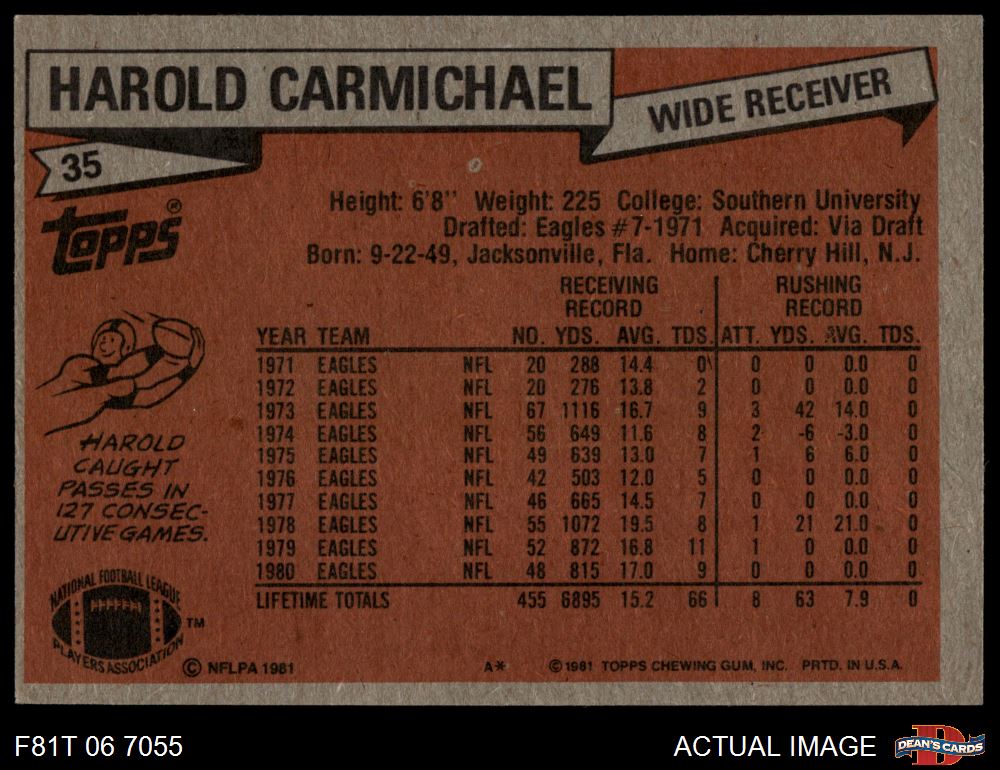 HAROLD CARMICHAEL
WIDE RECEIVER
35
TOPPS®
Height: 6'8" Weight: 225 College: Southern University
Drafted: Eagles #7-1971 Acquired: Via Draft
Born: 9-22-49, Jacksonville, Fla. Home: Cherry Hill, N.J.
RECEIVING RECORD RUSHING RECORD
YEAR TEAM NO. YDS. AVG. TDS. ATT. YDS. AVG. TDS.
1971 EAGLES NFL 20 288 14.4 0 0 0 0.0 0
1972 EAGLES NFL 20 276 13.8 2 0 0 0.0 0
1973 EAGLES NFL 67 1116 16.7 9 3 42 14.0 0
1974 EAGLES NFL 56 649 11.6 8 2 -6 -3.0 0
1975 EAGLES NFL 49 639 13.0 7 1 6 6.0 0
1976 EAGLES NFL 42 503 12.0 5 0 0 0.0 0
1977 EAGLES NFL 46 665 14.5 7 0 0 0.0 0
1978 EAGLES NFL 55 1072 19.5 8 1 21 21.0 0
1979 EAGLES NFL 52 872 16.8 11 1 0 0.0 0
1980 EAGLES NFL 48 815 17.0 9 0 0 0.0 0
LIFETIME TOTALS 455 6895 15.2 66 8 63 7.9 0
HAROLD
CAUGHT
PASSES IN
127 CONSEC-
UTIVE GAMES.
NATIONAL FOOTBALL LEAGUE
PLAYERS ASSOCIATION
TM
© NFLPA 1981
A* © 1981 TOPPS CHEWING GUM, INC. PRTD. IN U.S.A.
F81T 06 7055
ACTUAL IMAGE
D
DEAN'S CARDS